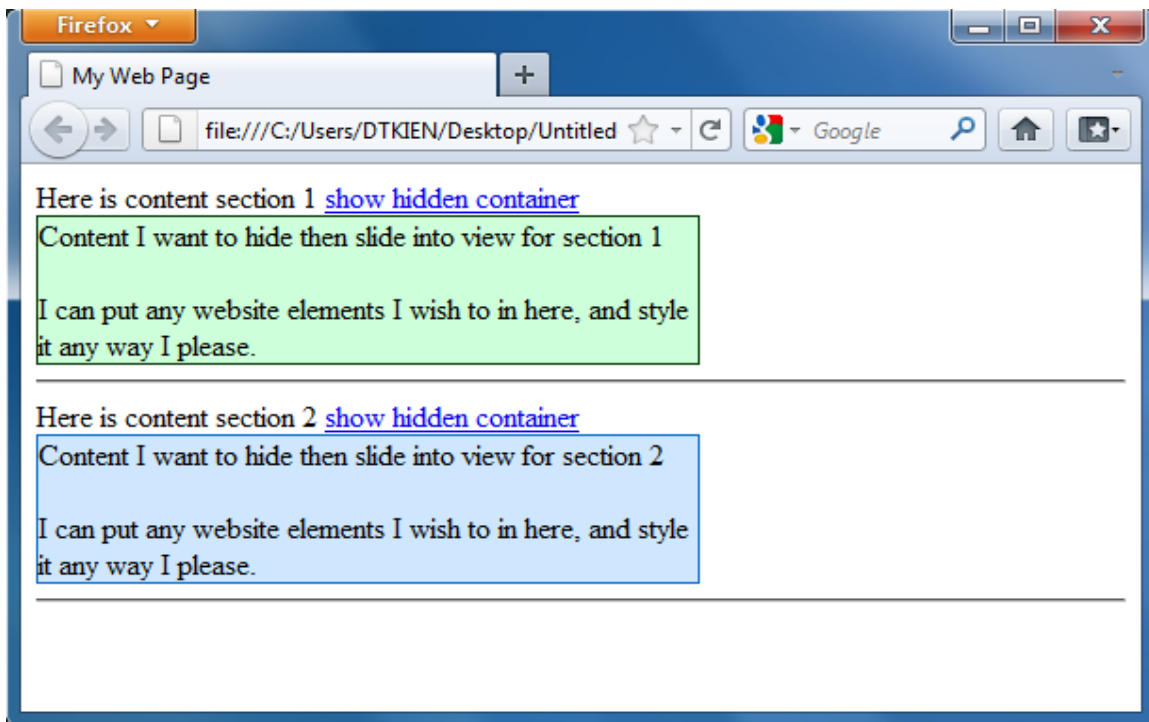 Firefox
My Web Page
file:///C:/Users/DTKIEN/Desktop/Untitled
Google
Here is content section 1 show hidden container
Content I want to hide then slide into view for section 1
I can put any website elements I wish to in here, and style
it any way I please.
Here is content section 2 show hidden container
Content I want to hide then slide into view for section 2
I can put any website elements I wish to in here, and style
it any way I please.